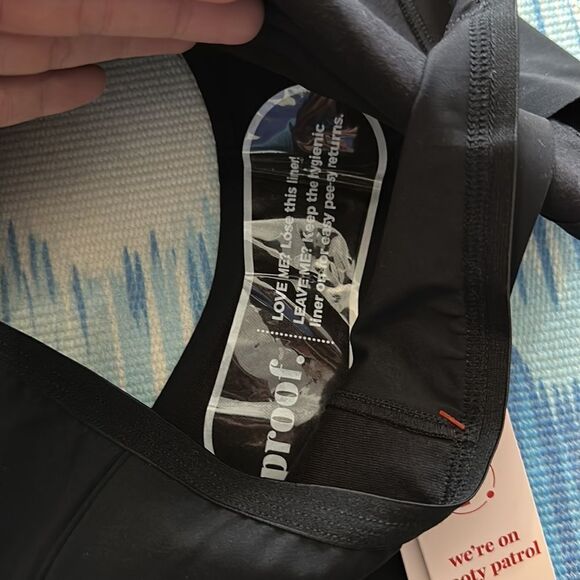 proof.
LOVE ME? Lose this liner!
LEAVE ME? Keep the hygienic
liner on for easy pee-sy returns.
we're on
oty patrol